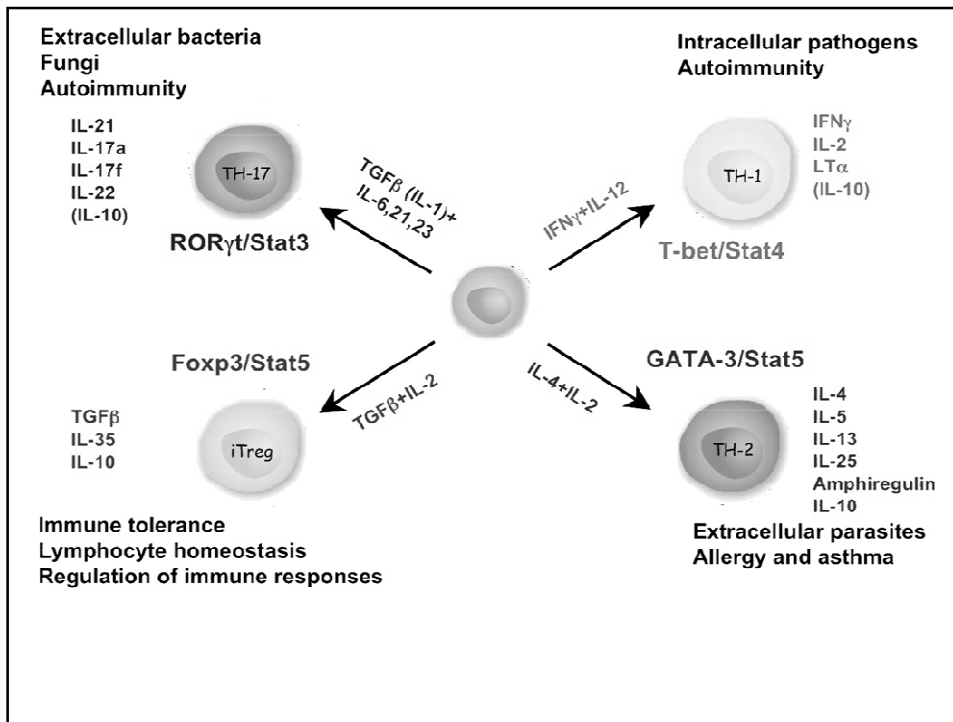 Extracellular bacteria
Fungi
Autoimmunity
IL-21
IL-17a
IL-17f
IL-22
(IL-10)
TH-17
RORγt/Stat3
TGFβ (IL-1)+
IL-6,21,23
Intracellular pathogens
Autoimmunity
IFNγ
IL-2
LTα
(IL-10)
TH-1
T-bet/Stat4
IFNγ+IL-12
Foxp3/Stat5
TGFβ+IL-2
TGFβ
IL-35
IL-10
iTreg
Immune tolerance
Lymphocyte homeostasis
Regulation of immune responses
GATA-3/Stat5
IL-4+IL-2
TH-2
IL-4
IL-5
IL-13
IL-25
Amphiregulin
IL-10
Extracellular parasites
Allergy and asthma